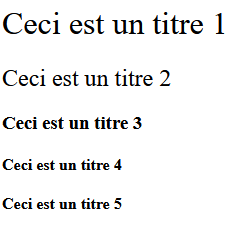 Ceci est un titre 1
Ceci est un titre 2
Ceci est un titre 3
Ceci est un titre 4
Ceci est un titre 5